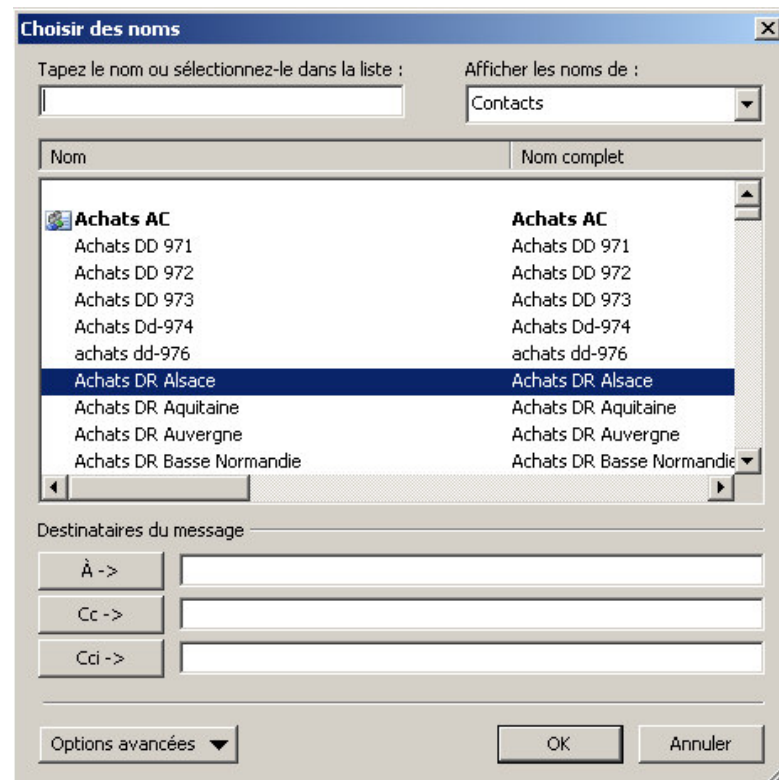 Choisir des noms
Tapez le nom ou sélectionnez-le dans la liste : Afficher les noms de :
Contacts
Nom Nom complet
Achats AC Achats AC
Achats DD 971 Achats DD 971
Achats DD 972 Achats DD 972
Achats DD 973 Achats DD 973
Achats Dd-974 Achats Dd-974
achats dd-976 achats dd-976
Achats DR Alsace Achats DR Alsace
Achats DR Aquitaine Achats DR Aquitaine
Achats DR Auvergne Achats DR Auvergne
Achats DR Basse Normandie Achats DR Basse Normandie
Destinataires du message
À ->
Cc ->
Cci ->
Options avancées OK Annuler